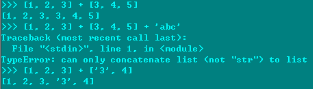 >>> [1, 2, 3] + [3, 4, 5]
[1, 2, 3, 3, 4, 5]
>>> [1, 2, 3] + [3, 4, 5] + 'abc'
Traceback (most recent call last):
  File "<stdin>", line 1, in <module>
TypeError: can only concatenate list (not "str") to list
>>> [1, 2, 3] + ['3', 4]
[1, 2, 3, '3', 4]